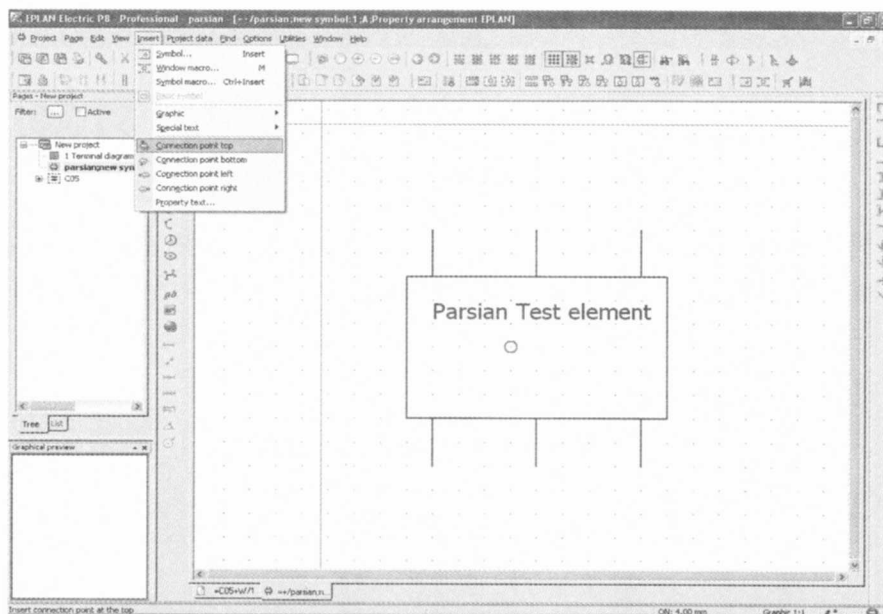 EPLAN Electric P8 - Professional - parsian - [~+/parsian;new symbol:1;A;Property arrangement EPLAN]
Project Page Edit View Insert Project data Find Options Utilities Window Help
Symbol... Insert
Window macro... M
Symbol macro... Ctrl+Insert
Graphic
Special text
Connection point top
Connection point bottom
Connection point left
Connection point right
Property text...
Pages - New project
Filter: ... Active
New project
1 Terminal diagram
parsian;new sym
C05
Tree List
Graphical preview
Parsian Test element
Insert connection point at the top
ON: 4.00 mm
Graphic 1:1